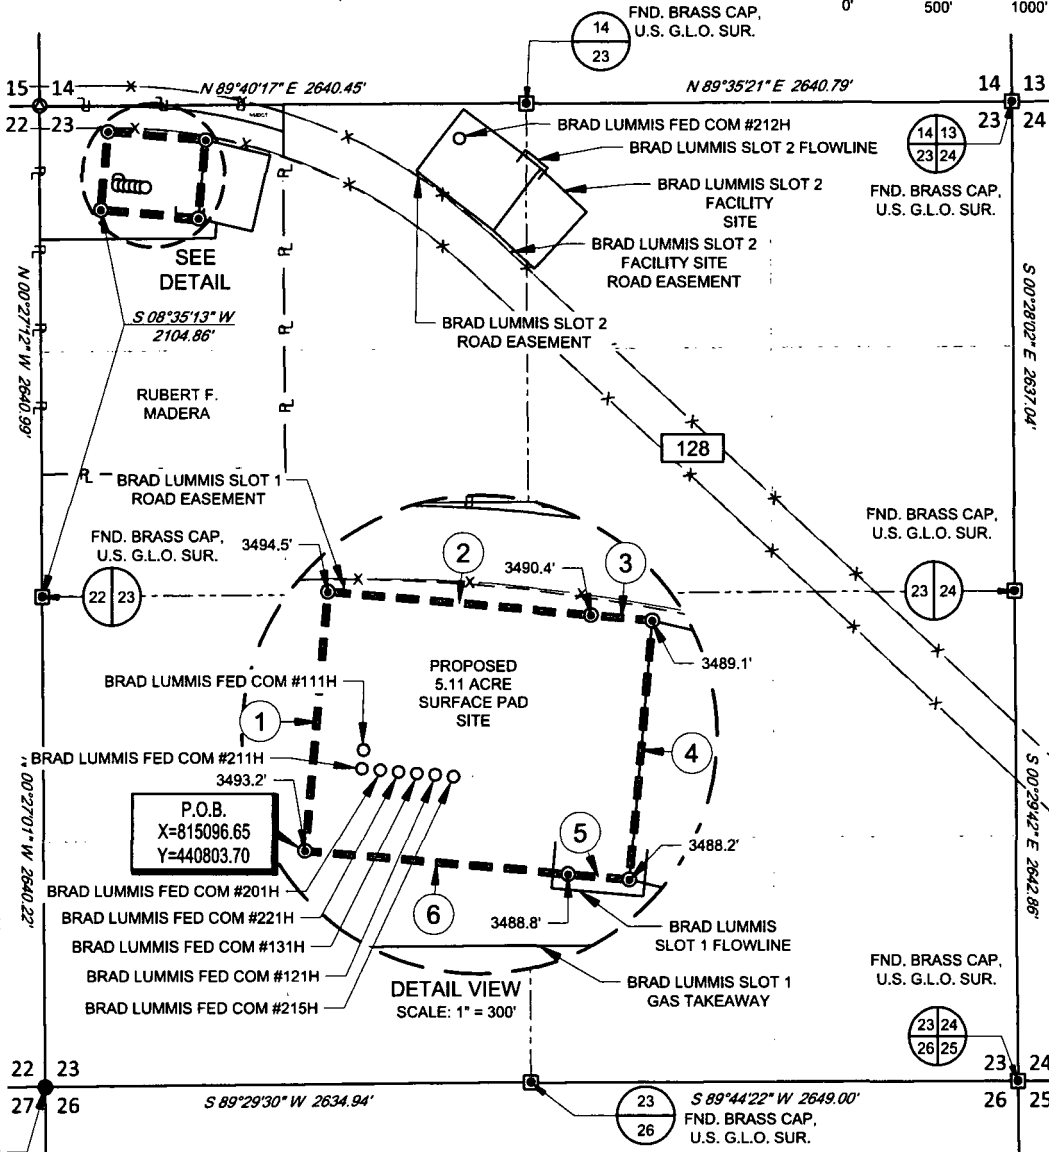 0' 500' 1000'
FND. BRASS CAP,
U.S. G.L.O. SUR.
14
23
15 14
N 89°40'17" E 2640.45'
N 89°35'21" E 2640.79'
14 13
22 23
23 24
BRAD LUMMIS FED COM #212H
BRAD LUMMIS SLOT 2 FLOWLINE
14 13
23 24
FND. BRASS CAP,
U.S. G.L.O. SUR.
BRAD LUMMIS SLOT 2
FACILITY
SITE
BRAD LUMMIS SLOT 2
FACILITY SITE
ROAD EASEMENT
SEE
DETAIL
S 08°35'13" W
2104.86'
BRAD LUMMIS SLOT 2
ROAD EASEMENT
N 00°27'12" W 2640.99'
S 00°28'02" E 2637.04'
RUBERT F.
MADERA
128
BRAD LUMMIS SLOT 1
ROAD EASEMENT
FND. BRASS CAP,
U.S. G.L.O. SUR.
22 23
FND. BRASS CAP,
U.S. G.L.O. SUR.
23 24
3494.5'
2
3490.4'
3
3489.1'
PROPOSED
5.11 ACRE
SURFACE PAD
SITE
BRAD LUMMIS FED COM #111H
1
4
BRAD LUMMIS FED COM #211H
3493.2'
P.O.B.
X=815096.65
Y=440803.70
5
3488.2'
BRAD LUMMIS FED COM #201H
6
BRAD LUMMIS FED COM #221H
3488.8'
BRAD LUMMIS
SLOT 1 FLOWLINE
BRAD LUMMIS FED COM #131H
BRAD LUMMIS FED COM #121H
BRAD LUMMIS FED COM #215H
BRAD LUMMIS SLOT 1
GAS TAKEAWAY
DETAIL VIEW
SCALE: 1" = 300'
00°27'01" W 2640.22'
S 00°29'42" E 2642.86'
FND. BRASS CAP,
U.S. G.L.O. SUR.
23 24
26 25
22 23
23 24
27 26
26 25
S 89°29'30" W 2634.94'
23
26
S 89°44'22" W 2649.00'
FND. BRASS CAP,
U.S. G.L.O. SUR.